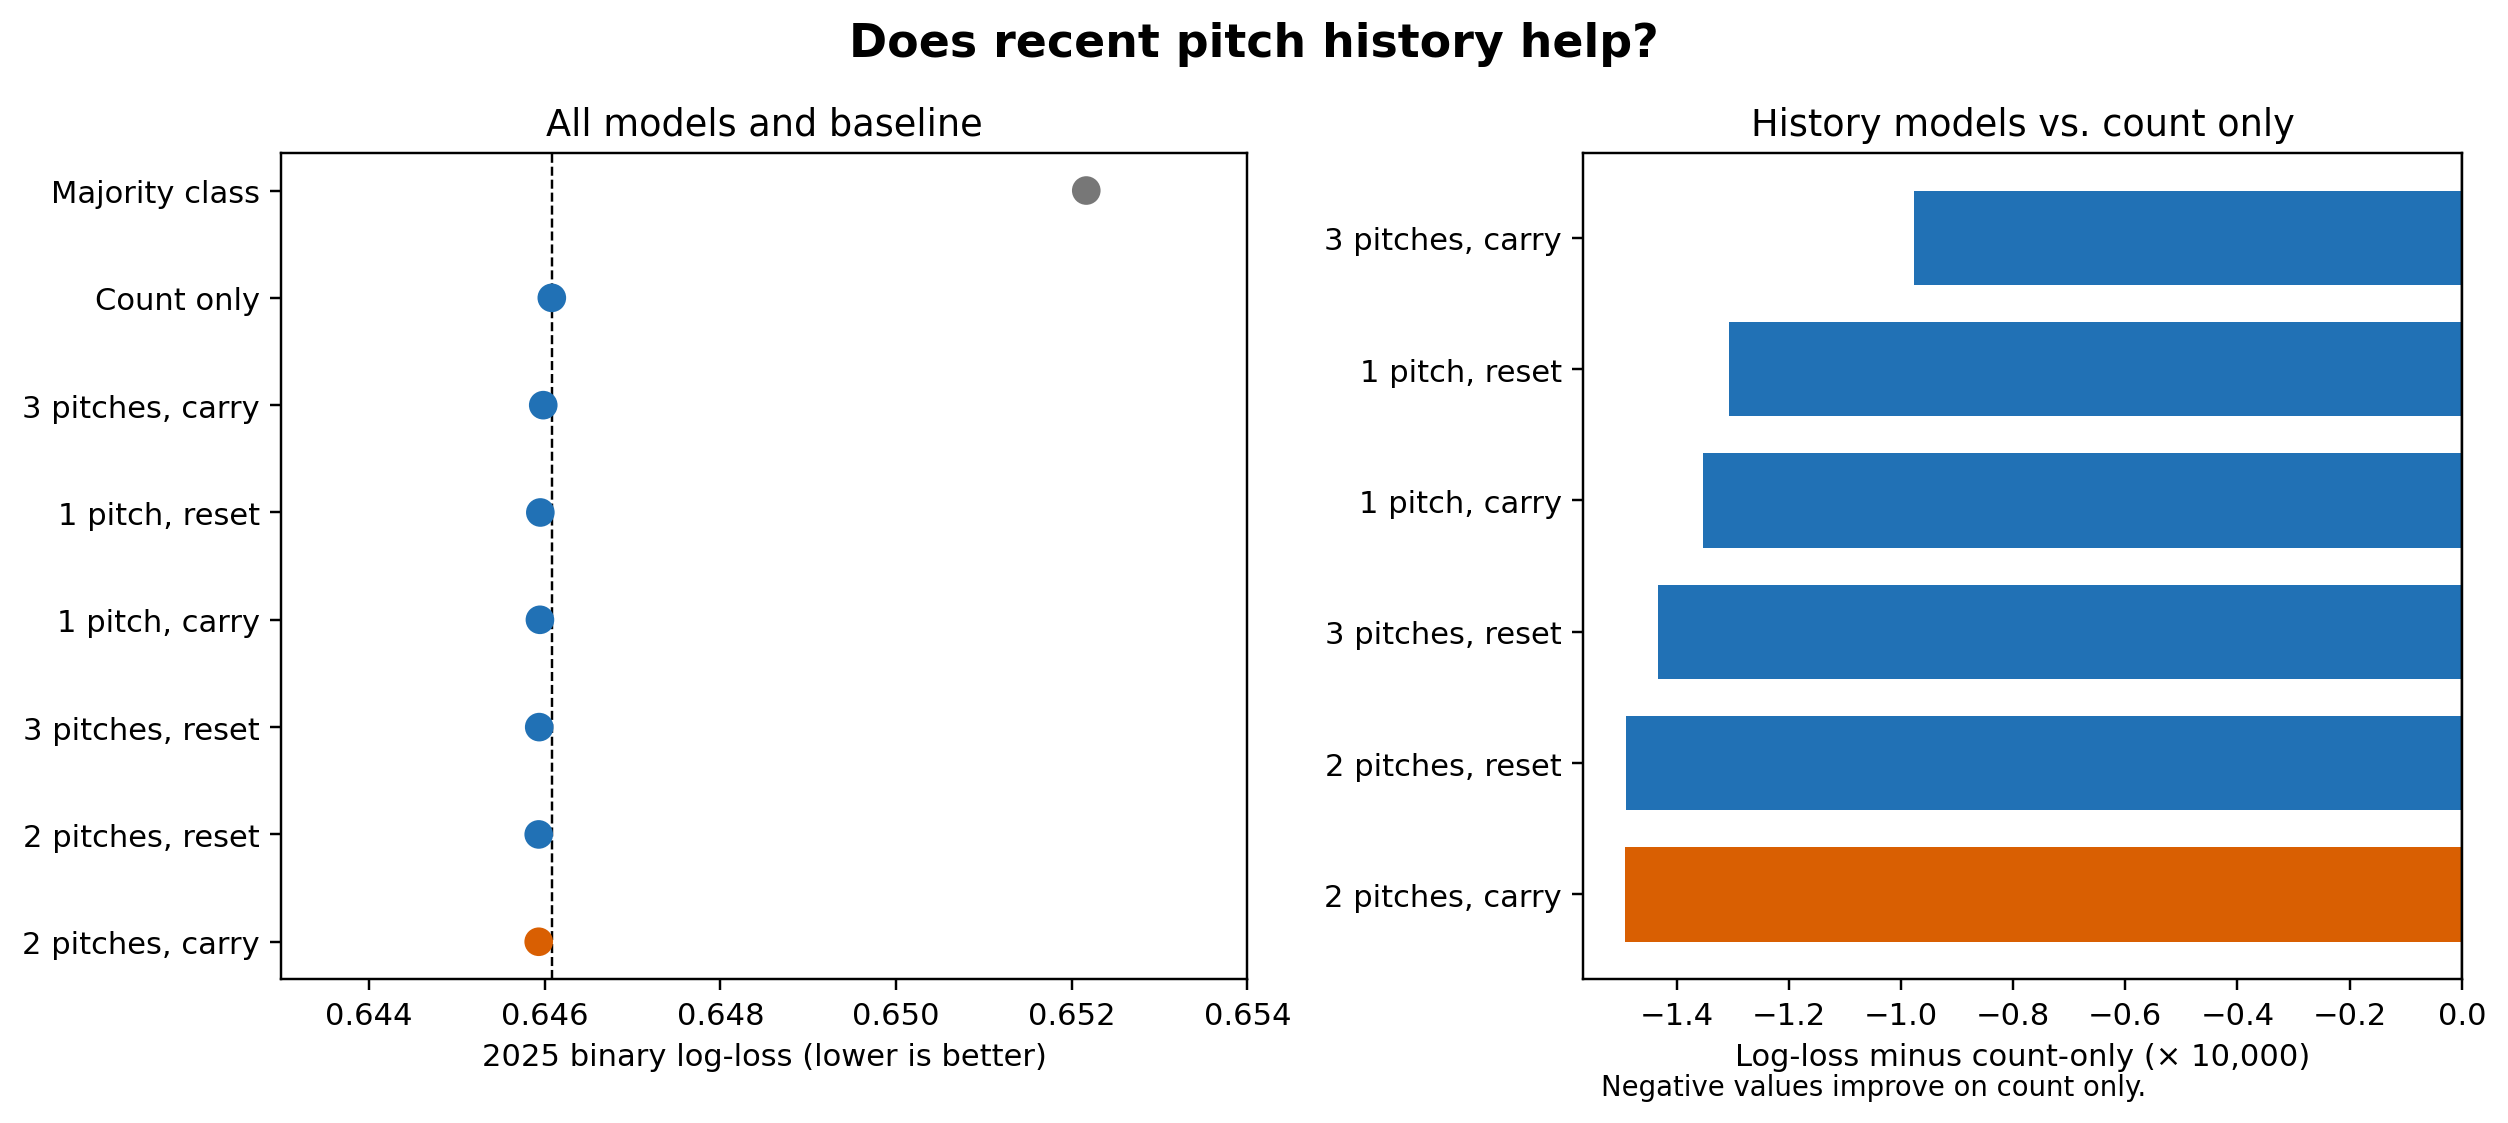 Does recent pitch history help?
All models and baseline
Majority class
Count only
3 pitches, carry
1 pitch, reset
1 pitch, carry
3 pitches, reset
2 pitches, reset
2 pitches, carry
0.644 0.646 0.648 0.650 0.652 0.654
2025 binary log-loss (lower is better)
History models vs. count only
3 pitches, carry
1 pitch, reset
1 pitch, carry
3 pitches, reset
2 pitches, reset
2 pitches, carry
−1.4 −1.2 −1.0 −0.8 −0.6 −0.4 −0.2 0.0
Log-loss minus count-only (× 10,000)
Negative values improve on count only.